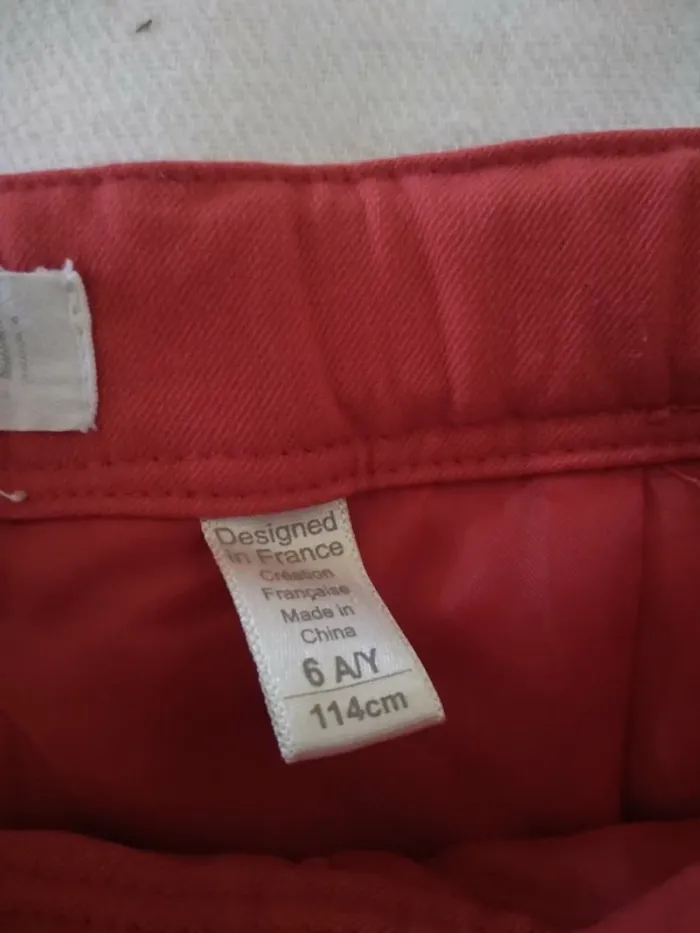 Designed
in France
Création
Française
Made in
China
6 A/Y
114cm